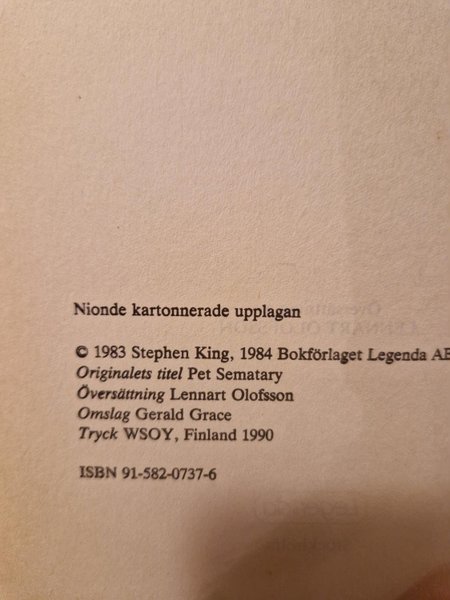 Nionde kartonnerade upplagan
© 1983 Stephen King, 1984 Bokförlaget Legenda AB
Originalets titel Pet Sematary
Översättning Lennart Olofsson
Omslag Gerald Grace
Tryck WSOY, Finland 1990
ISBN 91-582-0737-6